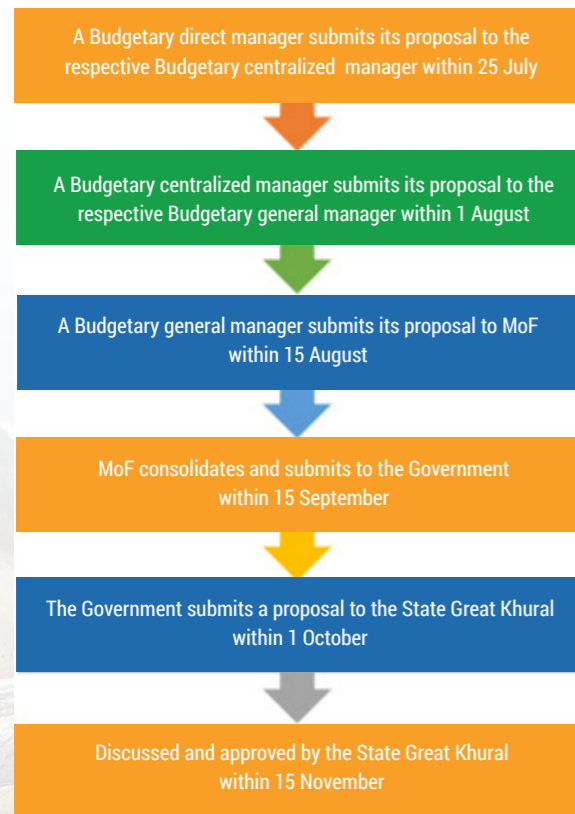 A Budgetary direct manager submits its proposal to the
respective Budgetary centralized manager within 25 July
A Budgetary centralized manager submits its proposal to the
respective Budgetary general manager within 1 August
A Budgetary general manager submits its proposal to MoF
within 15 August
MoF consolidates and submits to the Government
within 15 September
The Government submits a proposal to the State Great Khural
within 1 October
Discussed and approved by the State Great Khural
within 15 November